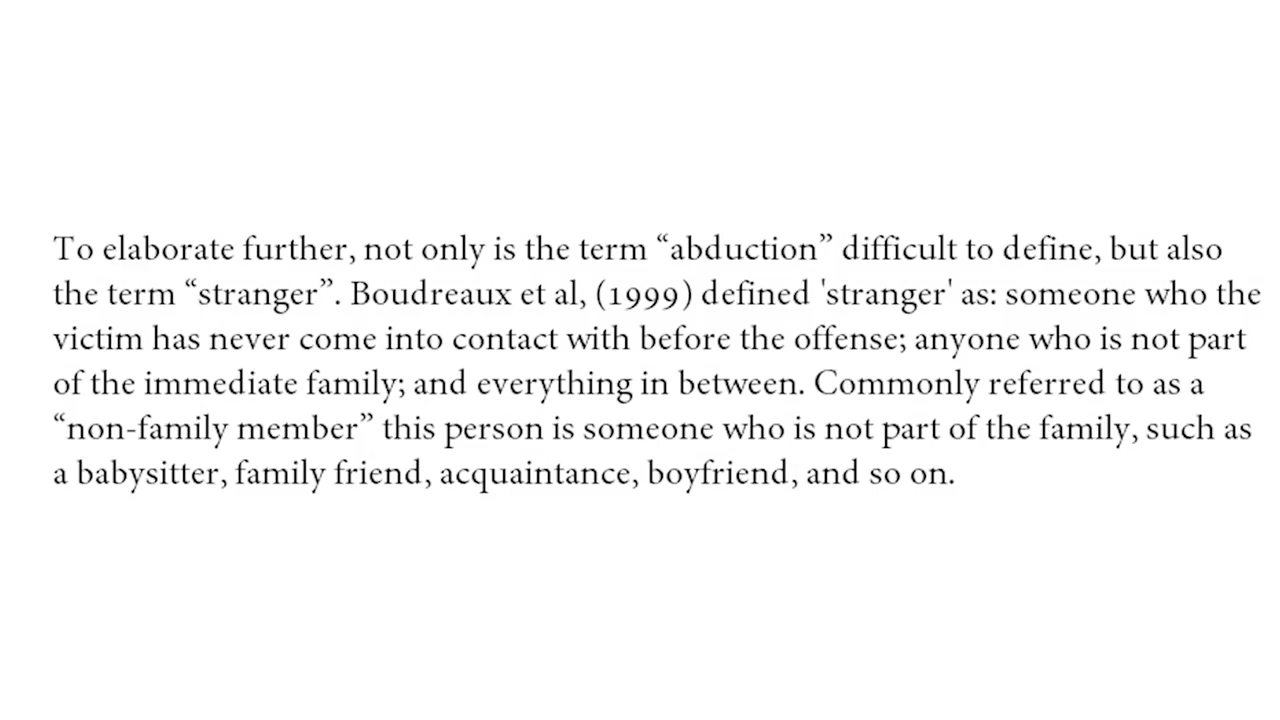 To elaborate further, not only is the term “abduction” difficult to define, but also
the term “stranger”. Boudreaux et al, (1999) defined 'stranger' as: someone who the
victim has never come into contact with before the offense; anyone who is not part
of the immediate family; and everything in between. Commonly referred to as a
“non-family member” this person is someone who is not part of the family, such as
a babysitter, family friend, acquaintance, boyfriend, and so on.